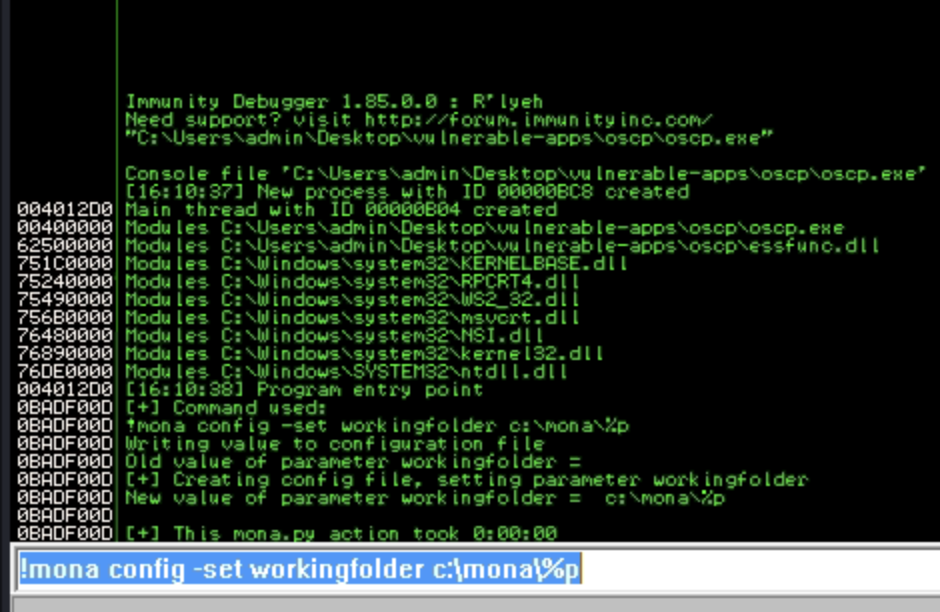 Immunity Debugger 1.85.0.0 : R'lyeh
Need support? visit http://forum.immunityinc.com/
"C:\Users\admin\Desktop\vulnerable-apps\oscp\oscp.exe"
Console file 'C:\Users\admin\Desktop\vulnerable-apps\oscp\oscp.exe'
[16:10:37] New process with ID 00000BC8 created
004012D0 Main thread with ID 00000B04 created
00400000 Modules C:\Users\admin\Desktop\vulnerable-apps\oscp\oscp.exe
62500000 Modules C:\Users\admin\Desktop\vulnerable-apps\oscp\essfunc.dll
751C0000 Modules C:\Windows\system32\KERNELBASE.dll
75240000 Modules C:\Windows\system32\RPCRT4.dll
75490000 Modules C:\Windows\system32\WS2_32.dll
756B0000 Modules C:\Windows\system32\msvcrt.dll
76480000 Modules C:\Windows\system32\NSI.dll
76890000 Modules C:\Windows\system32\kernel32.dll
76DE0000 Modules C:\Windows\SYSTEM32\ntdll.dll
004012D0 [16:10:38] Program entry point
0BADF00D [+] Command used:
0BADF00D !mona config -set workingfolder c:\mona\%p
0BADF00D Writing value to configuration file
0BADF00D Old value of parameter workingfolder =
0BADF00D [+] Creating config file, setting parameter workingfolder
0BADF00D New value of parameter workingfolder =  c:\mona\%p
0BADF00D
0BADF00D [+] This mona.py action took 0:00:00
!mona config -set workingfolder c:\mona\%p